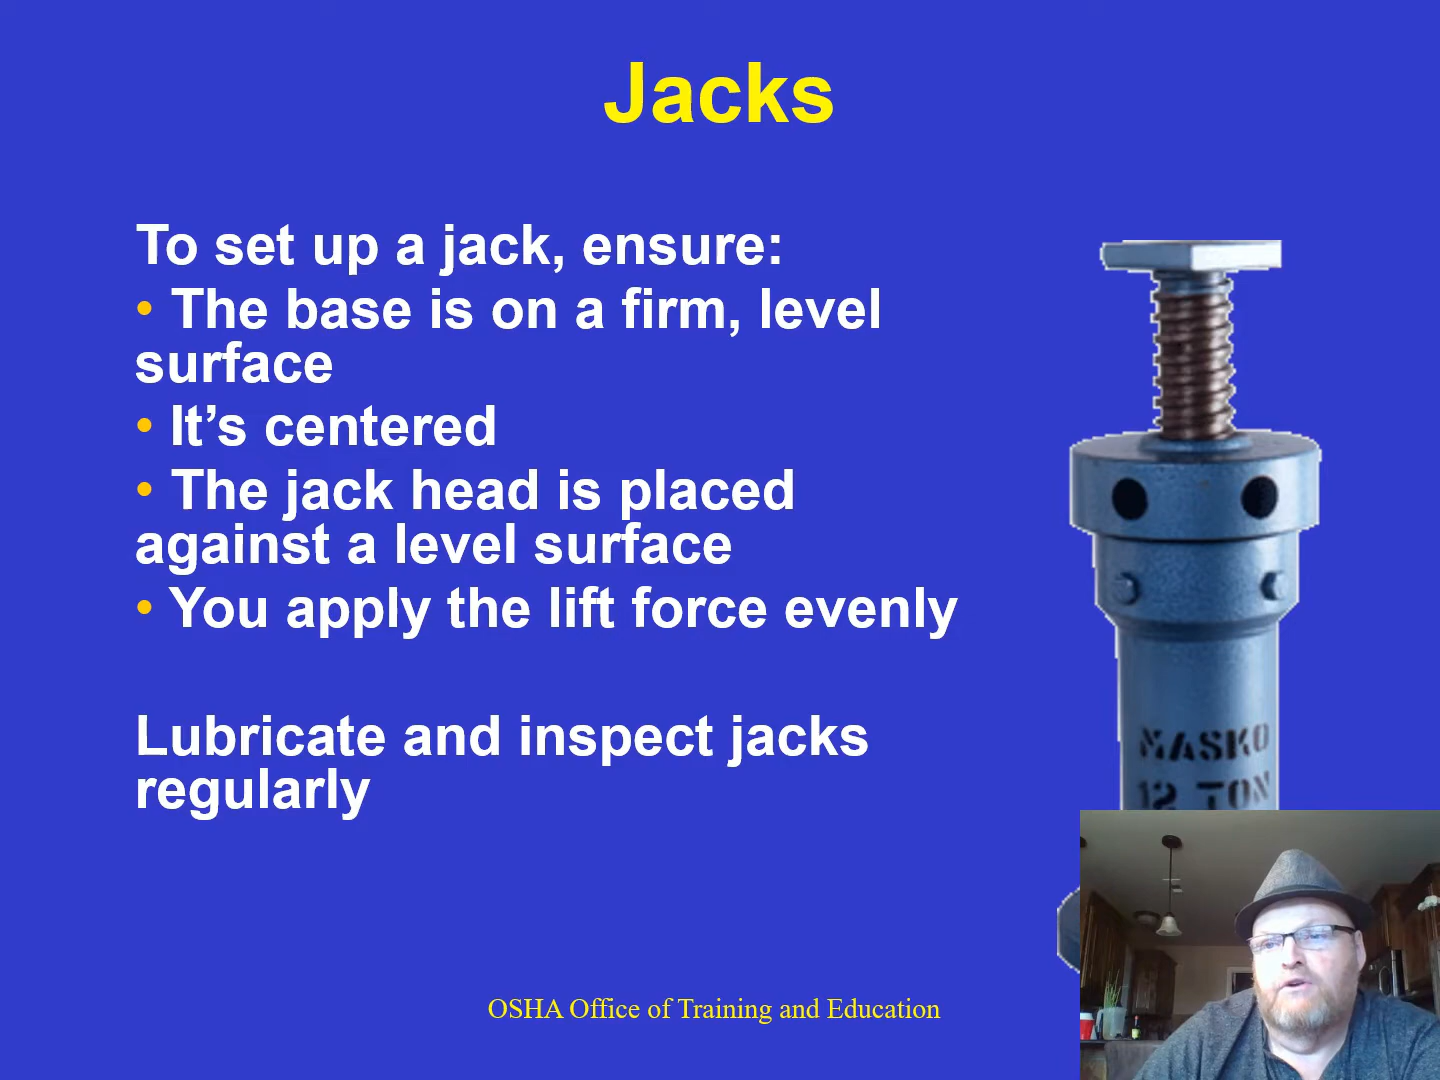 Jacks
To set up a jack, ensure:
• The base is on a firm, level
surface
• It’s centered
• The jack head is placed
against a level surface
• You apply the lift force evenly
Lubricate and inspect jacks
regularly
MASKO
12 TON
OSHA Office of Training and Education